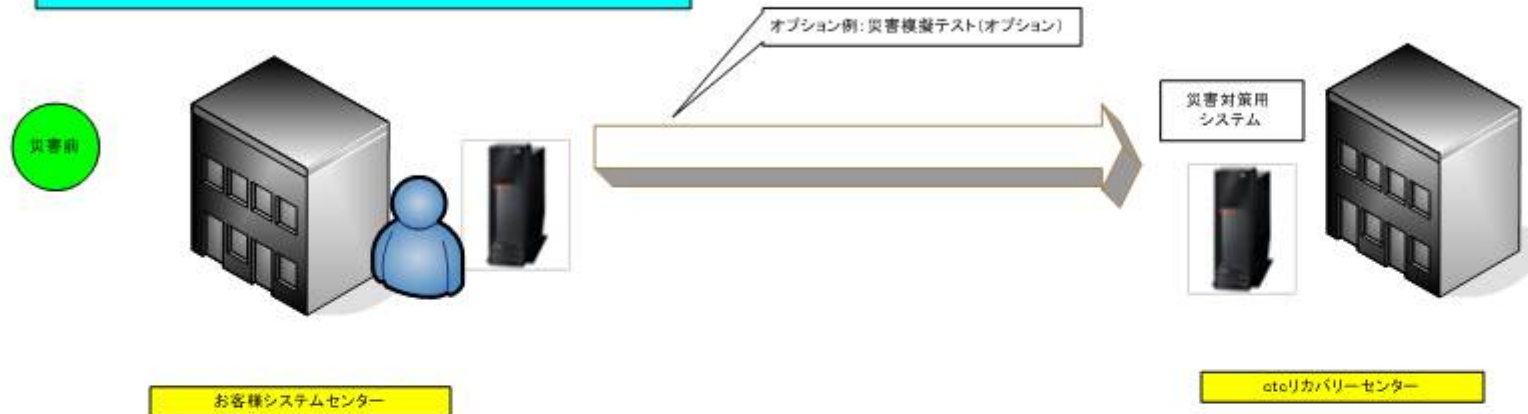 オプション例:災害模擬テスト(オプション)
災害対策用
システム
災害前
お客様システムセンター
ctcリカバリーセンター